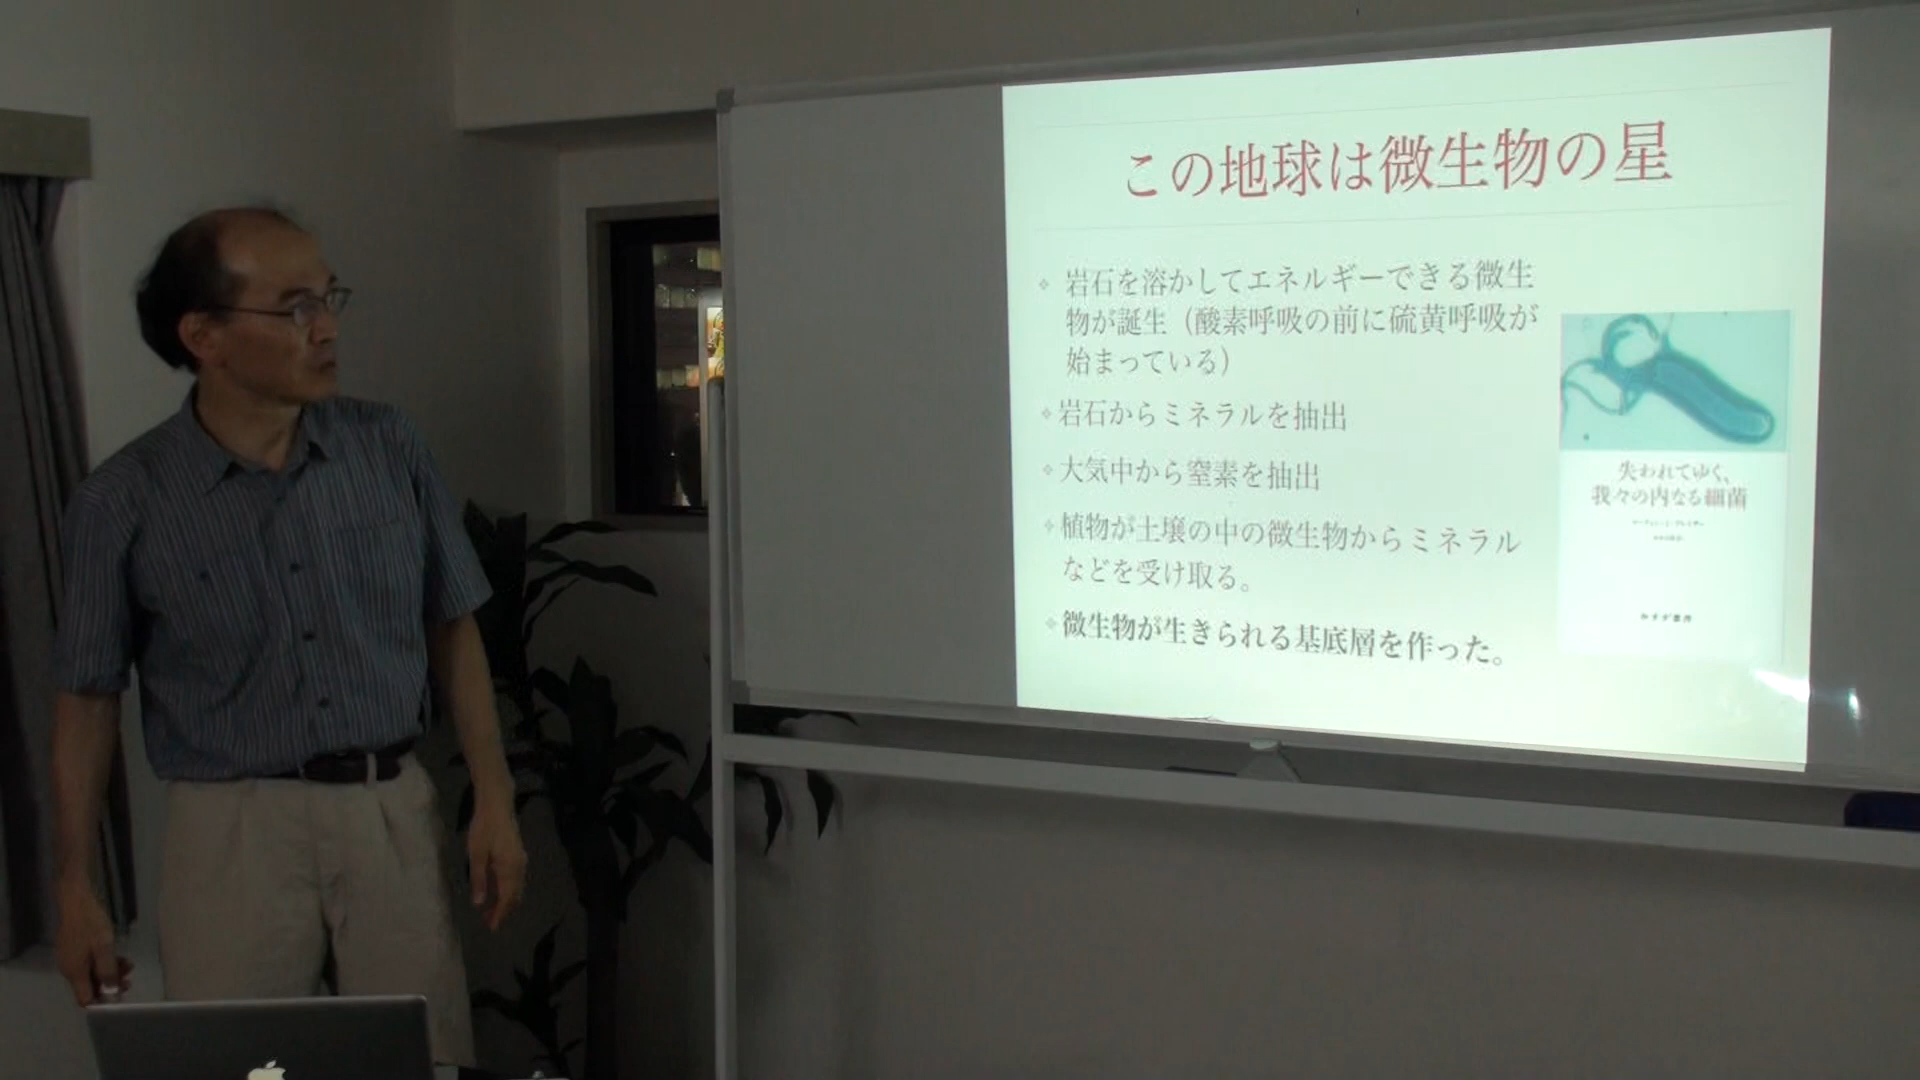 この地球は微生物の星
岩石を溶かしてエネルギーできる微生
物が誕生（酸素呼吸の前に硫黄呼吸が
始まっている）
岩石からミネラルを抽出
大気中から窒素を抽出
植物が土壌の中の微生物からミネラル
などを受け取る。
微生物が生きられる基底層を作った。
失われてゆく、
我々の内なる細菌
みすず書房